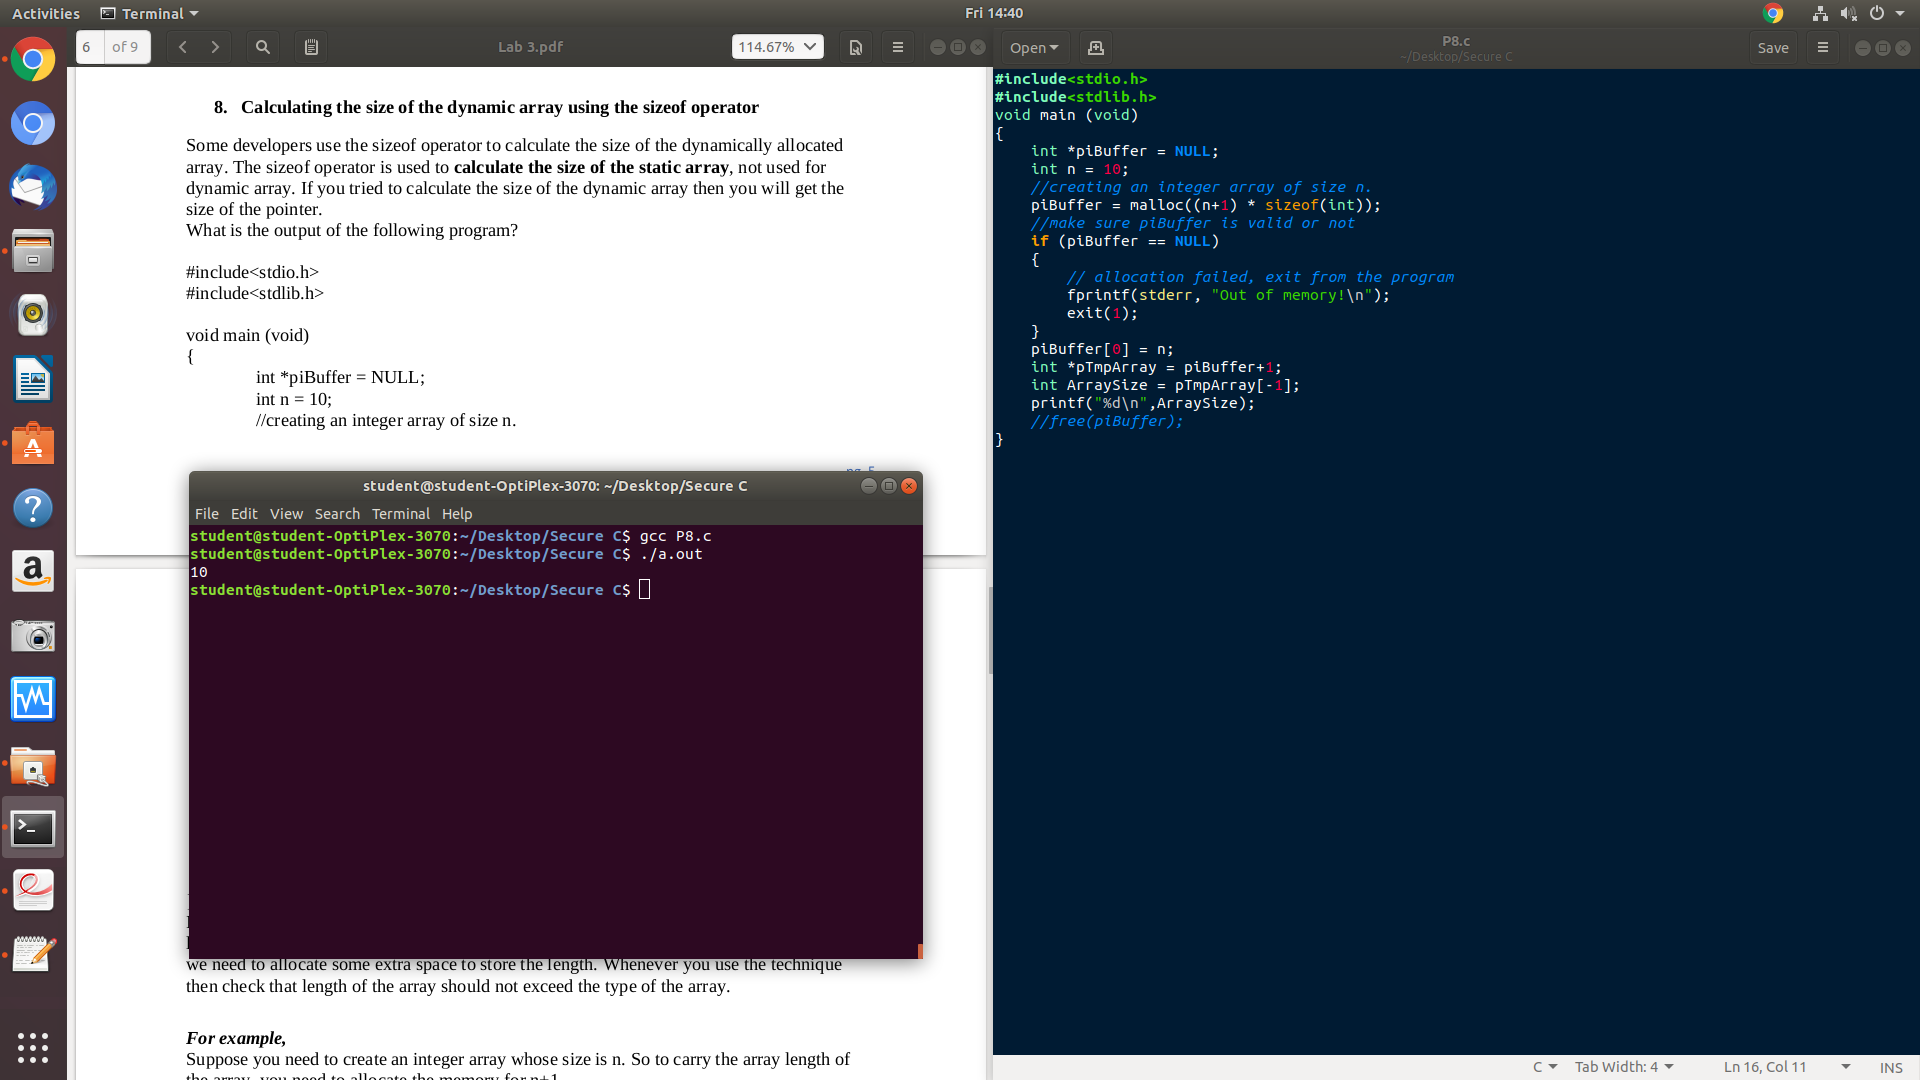 Activities
Terminal
Fri 14:40
6 of 9
Lab 3.pdf
114.67%
8. Calculating the size of the dynamic array using the sizeof operator
Some developers use the sizeof operator to calculate the size of the dynamically allocated
array. The sizeof operator is used to calculate the size of the static array, not used for
dynamic array. If you tried to calculate the size of the dynamic array then you will get the
size of the pointer.
What is the output of the following program?
#include<stdio.h>
#include<stdlib.h>
void main (void)
{
int *piBuffer = NULL;
int n = 10;
//creating an integer array of size n.
student@student-OptiPlex-3070: ~/Desktop/Secure C
File Edit View Search Terminal Help
student@student-OptiPlex-3070:~/Desktop/Secure C$ gcc P8.c
student@student-OptiPlex-3070:~/Desktop/Secure C$ ./a.out
10
student@student-OptiPlex-3070:~/Desktop/Secure C$
we need to allocate some extra space to store the length. Whenever you use the technique
then check that length of the array should not exceed the type of the array.
For example,
Suppose you need to create an integer array whose size is n. So to carry the array length of
the array, you need to allocate the memory for n+1
Open
P8.c
~/Desktop/Secure C
Save
#include<stdio.h>
#include<stdlib.h>
void main (void)
{
int *piBuffer = NULL;
int n = 10;
//creating an integer array of size n.
piBuffer = malloc((n+1) * sizeof(int));
//make sure piBuffer is valid or not
if (piBuffer == NULL)
{
// allocation failed, exit from the program
fprintf(stderr, "Out of memory!\n");
exit(1);
}
piBuffer[0] = n;
int *pTmpArray = piBuffer+1;
int ArraySize = pTmpArray[-1];
printf("%d\n",ArraySize);
//free(piBuffer);
}
C
Tab Width: 4
Ln 16, Col 11
INS